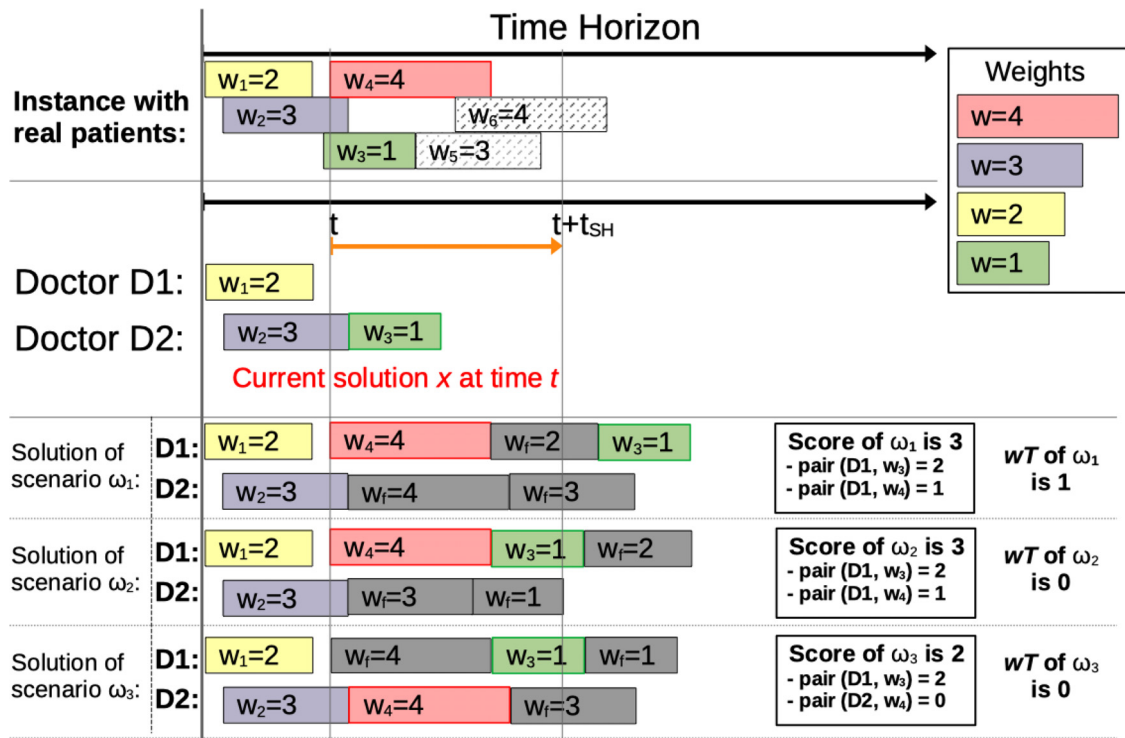 Time Horizon
Instance with
real patients:
w₁=2
w₄=4
w₂=3
w₆=4
w₃=1
w₅=3
Weights
w=4
w=3
w=2
w=1
t
t+tSH
Doctor D1:
w₁=2
Doctor D2:
w₂=3
w₃=1
Current solution x at time t
Solution of
scenario ω₁:
D1:
w₁=2
w₄=4
wf=2
w₃=1
D2:
w₂=3
wf=4
wf=3
Score of ω₁ is 3
- pair (D1, w₃) = 2
- pair (D1, w₄) = 1
wT of ω₁
is 1
Solution of
scenario ω₂:
D1:
w₁=2
w₄=4
w₃=1
wf=2
D2:
w₂=3
wf=3
wf=1
Score of ω₂ is 3
- pair (D1, w₃) = 2
- pair (D1, w₄) = 1
wT of ω₂
is 0
Solution of
scenario ω₃:
D1:
w₁=2
wf=4
w₃=1
wf=1
D2:
w₂=3
w₄=4
wf=3
Score of ω₃ is 2
- pair (D1, w₃) = 2
- pair (D2, w₄) = 0
wT of ω₃
is 0